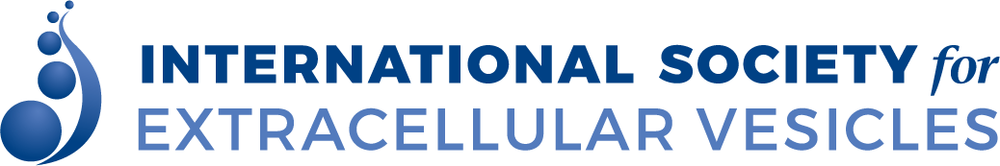 INTERNATIONAL SOCIETY for
EXTRACELLULAR VESICLES